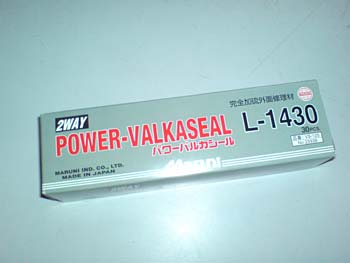 2WAY
完全加硫外面修理材
POWER-VALKASEAL L-1430
パワーバルカシール
30pcs.
MARUNI IND. CO., LTD.
MADE IN JAPAN
MARUNI